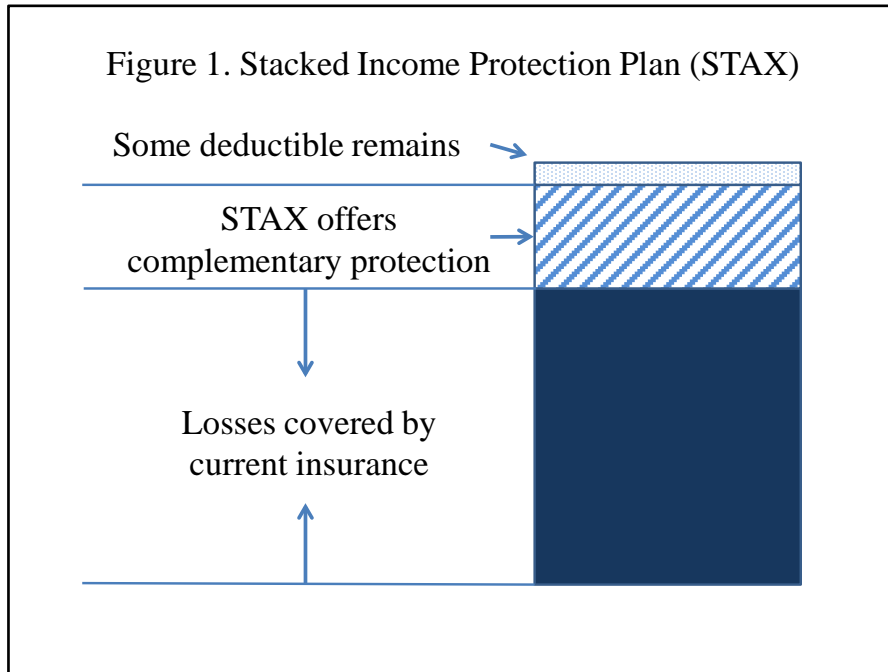 Figure 1. Stacked Income Protection Plan (STAX)
Some deductible remains
STAX offers
complementary protection
Losses covered by
current insurance